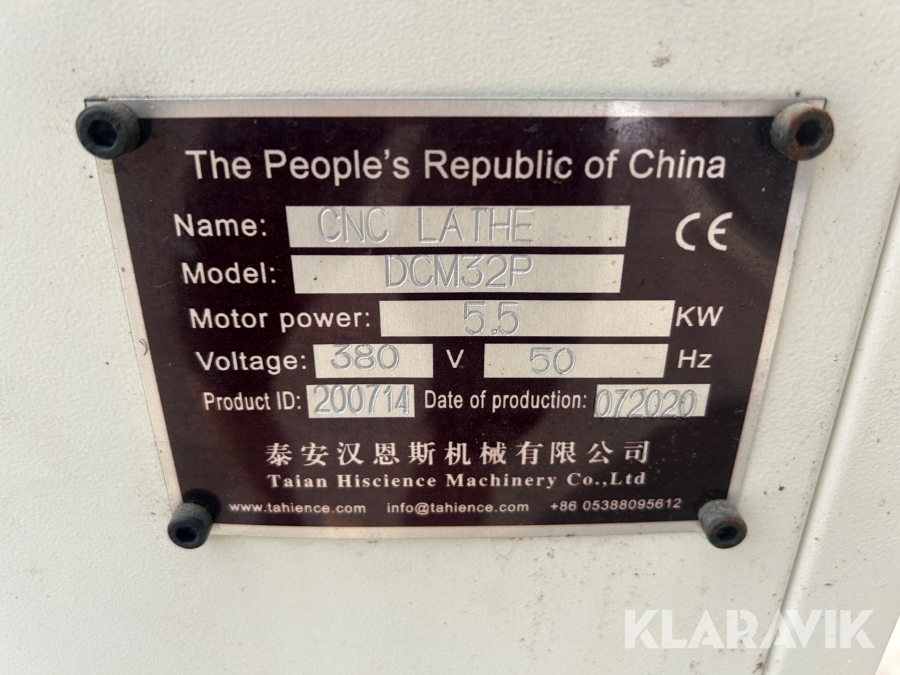 The People's Republic of China
Name: CNC LATHE CE
Model: DCM32P
Motor power: 5.5 KW
Voltage: 380 V 50 Hz
Product ID: 200714 Date of production: 072020
泰安汉恩斯机械有限公司
Taian Hiscience Machinery Co.,Ltd
www.tahience.com info@tahience.com +86 05388095612
KLARAVIK